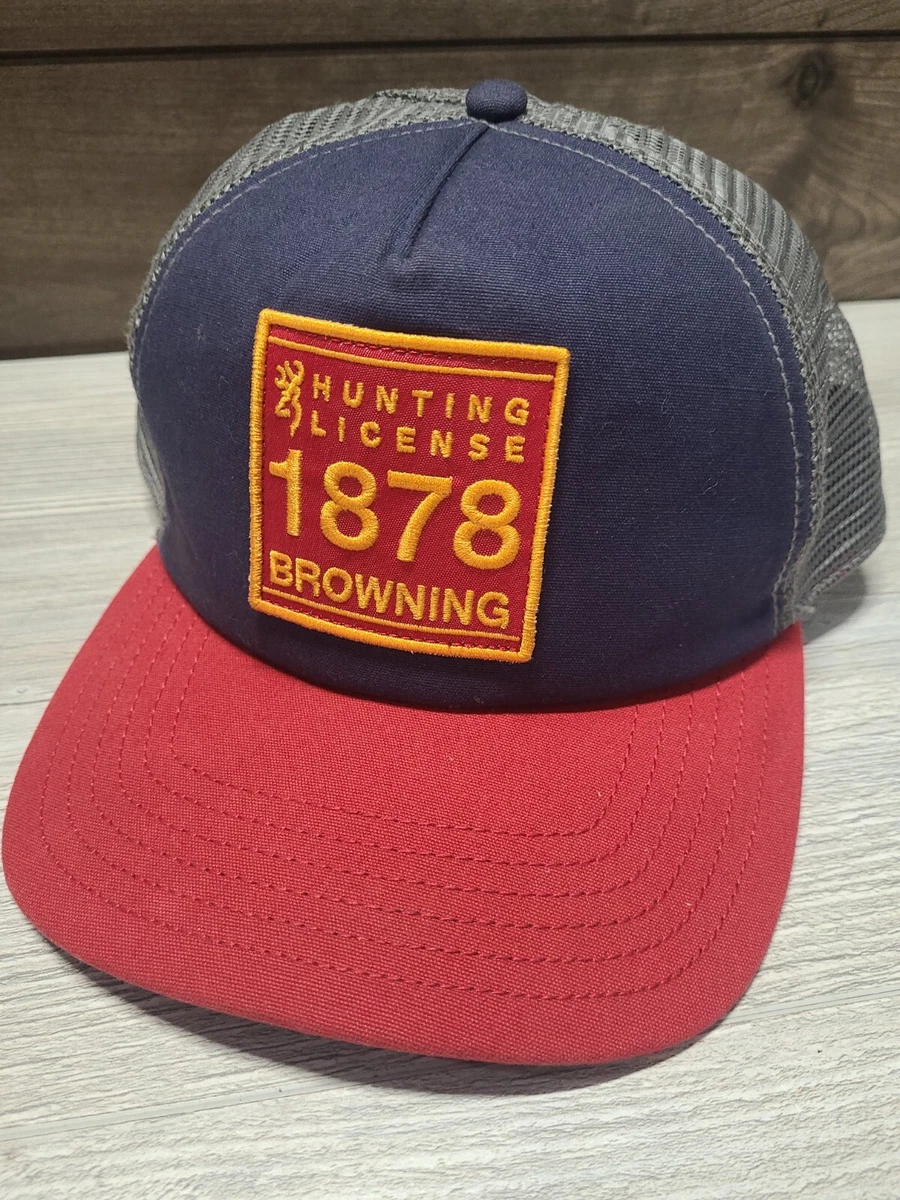 HUNTING
LICENSE
1878
BROWNING